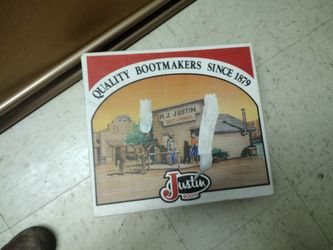 QUALITY BOOTMAKERS SINCE 1879
H.J. JUSTIN
Justin
BOOTS